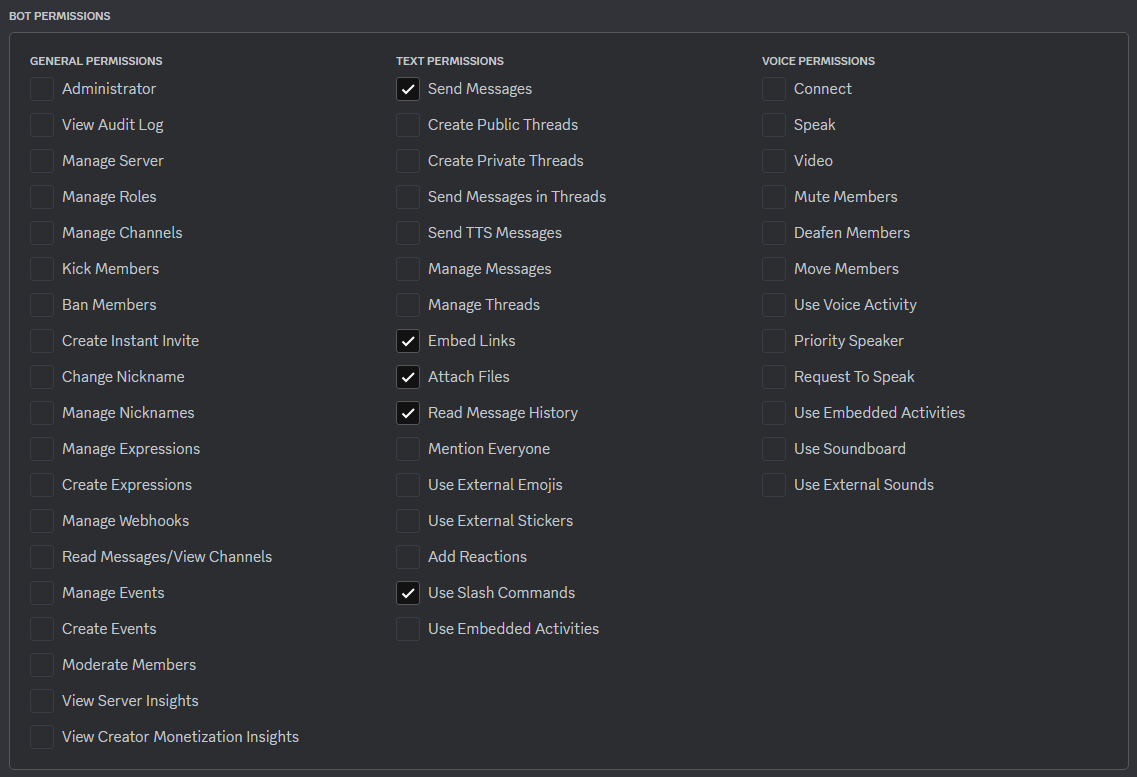 BOT PERMISSIONS
GENERAL PERMISSIONS
Administrator
View Audit Log
Manage Server
Manage Roles
Manage Channels
Kick Members
Ban Members
Create Instant Invite
Change Nickname
Manage Nicknames
Manage Expressions
Create Expressions
Manage Webhooks
Read Messages/View Channels
Manage Events
Create Events
Moderate Members
View Server Insights
View Creator Monetization Insights
TEXT PERMISSIONS
Send Messages
Create Public Threads
Create Private Threads
Send Messages in Threads
Send TTS Messages
Manage Messages
Manage Threads
Embed Links
Attach Files
Read Message History
Mention Everyone
Use External Emojis
Use External Stickers
Add Reactions
Use Slash Commands
Use Embedded Activities
VOICE PERMISSIONS
Connect
Speak
Video
Mute Members
Deafen Members
Move Members
Use Voice Activity
Priority Speaker
Request To Speak
Use Embedded Activities
Use Soundboard
Use External Sounds